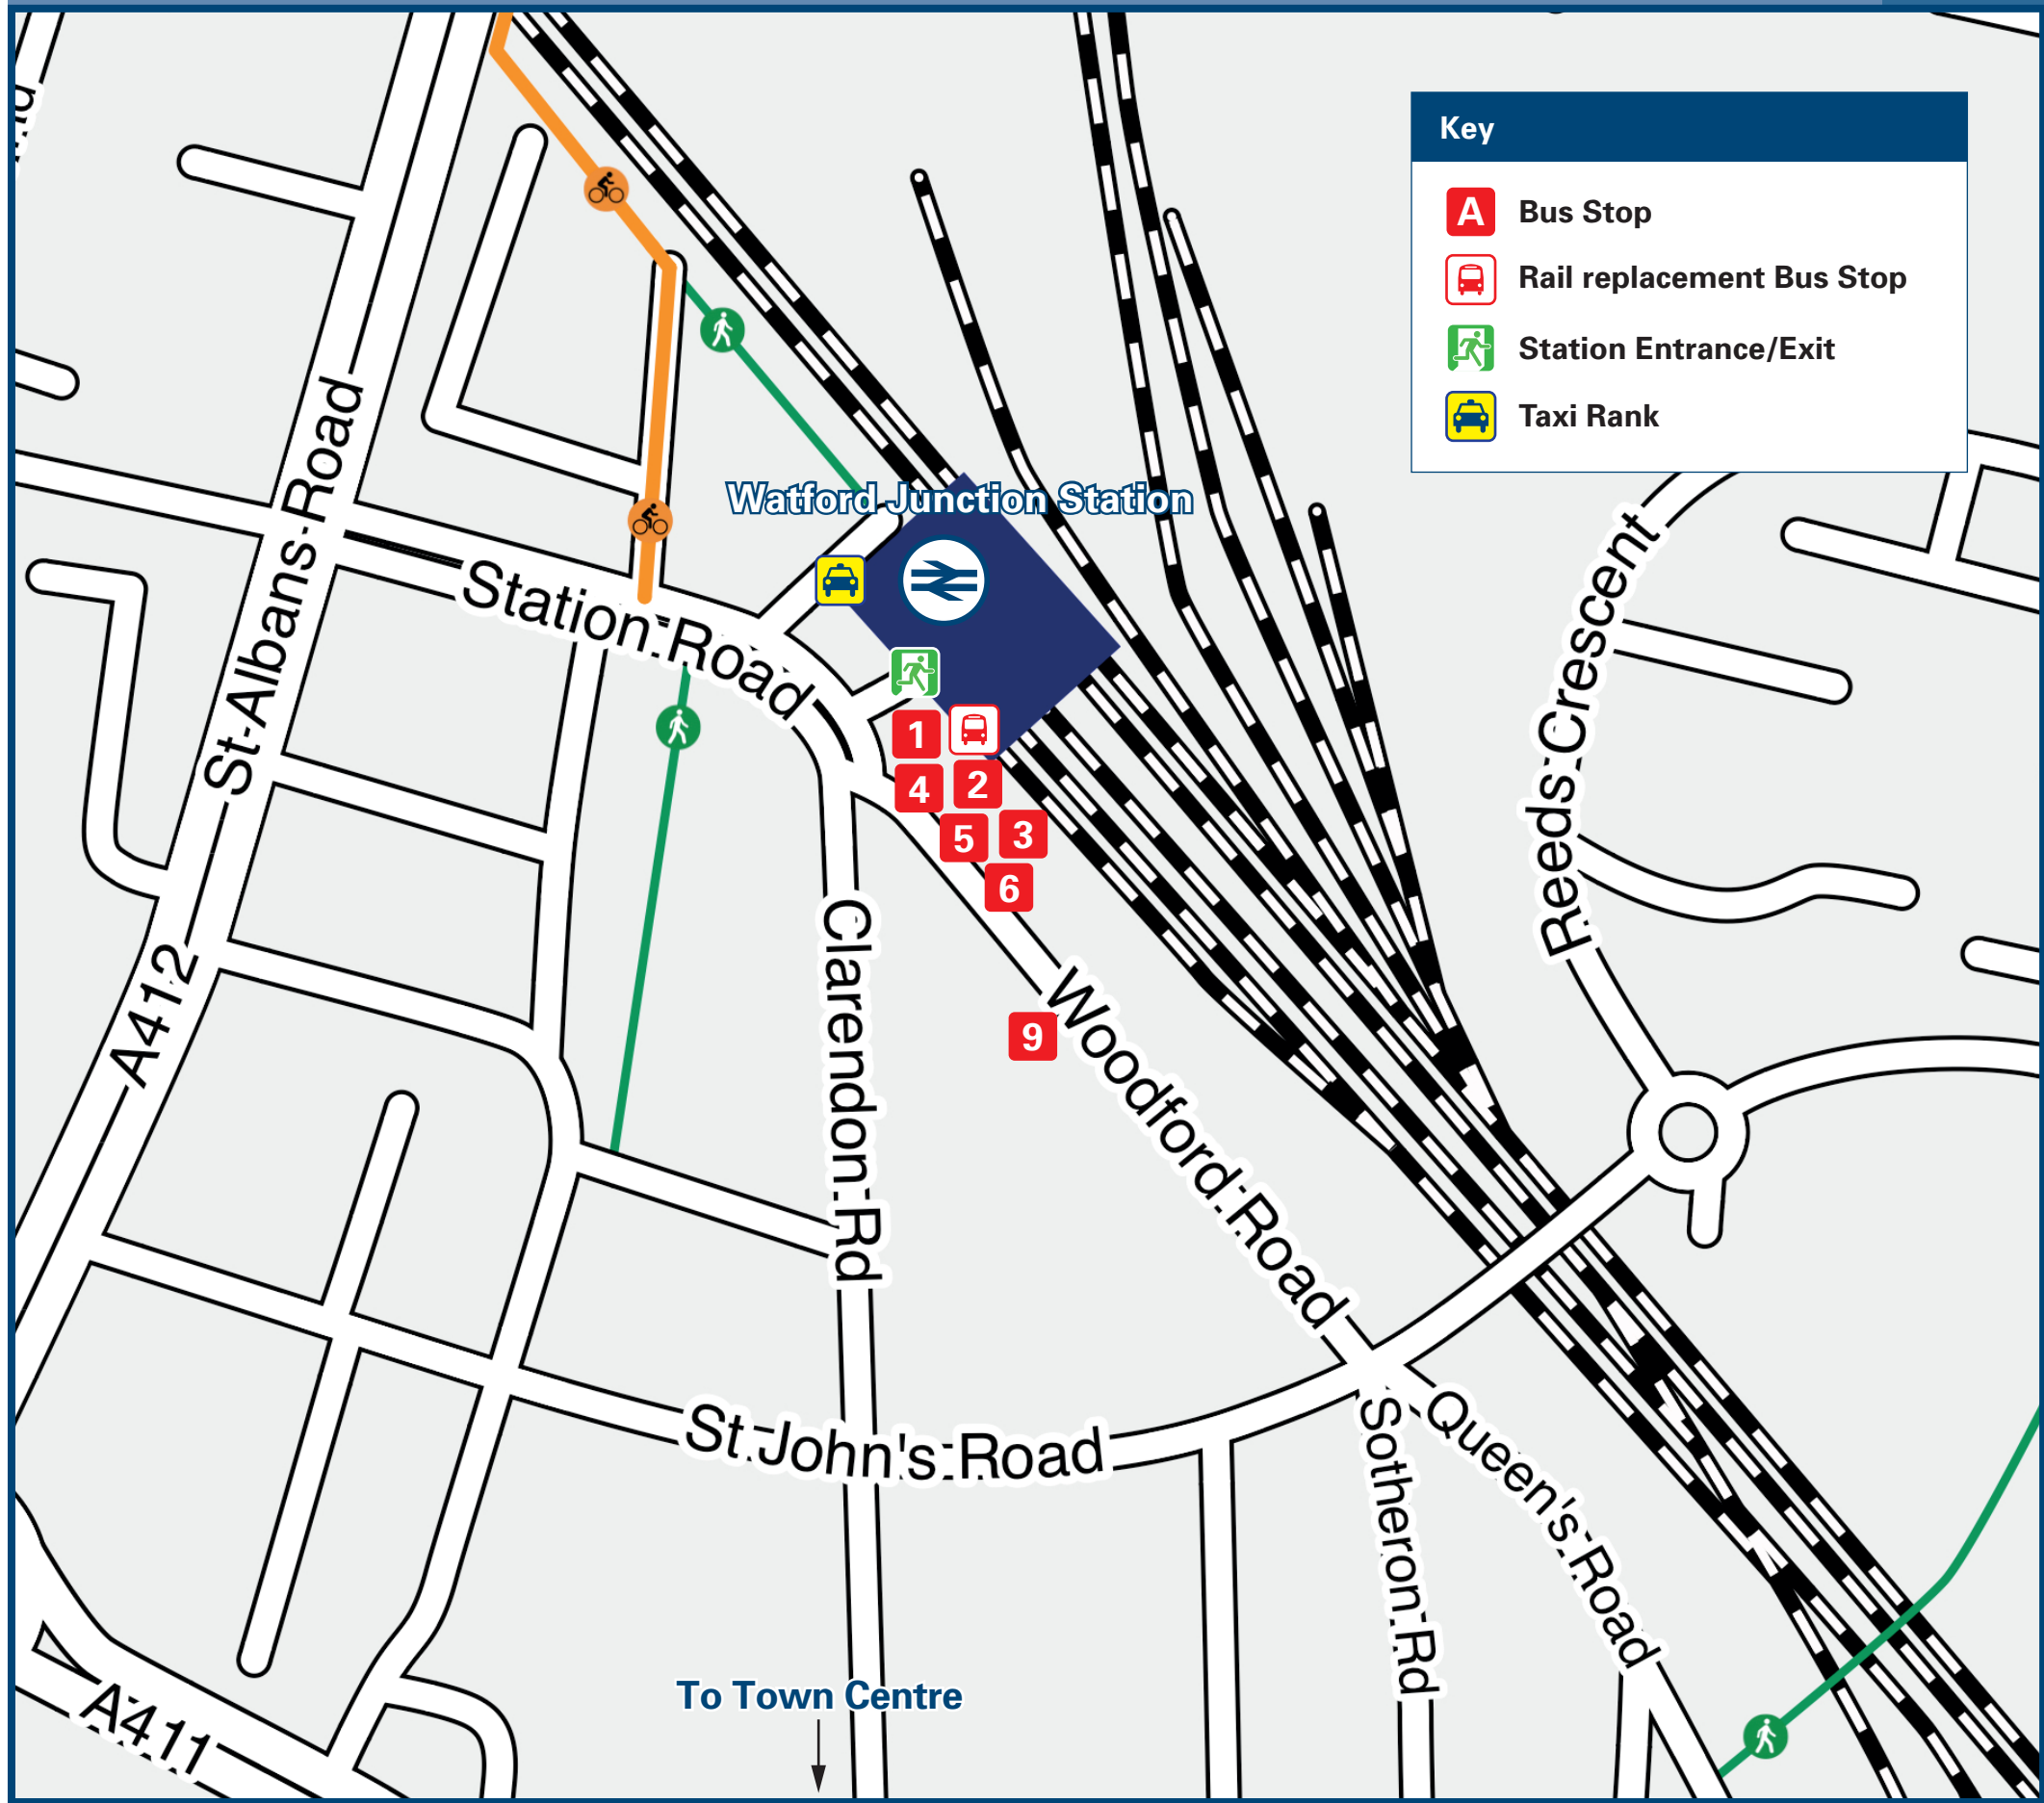 Key
A Bus Stop
Rail replacement Bus Stop
Station Entrance/Exit
Taxi Rank
Watford Junction Station
St Albans Road
Station Road
Reeds Crescent
1
4
2
5
3
6
9
A412
Clarendon Rd
Woodford Road
St John's Road
Sotheron Rd
Queen's Road
To Town Centre
A411